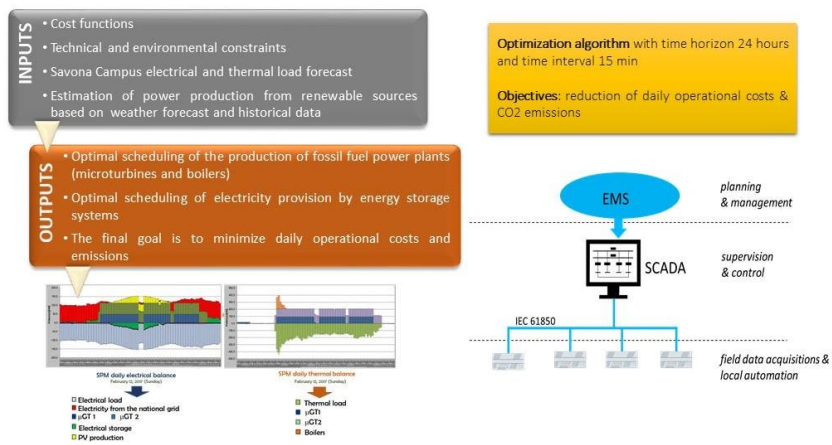 INPUTS
• Cost functions
• Technical and environmental constraints
• Savona Campus electrical and thermal load forecast
• Estimation of power production from renewable sources
based on weather forecast and historical data
Optimization algorithm with time horizon 24 hours
and time interval 15 min
Objectives: reduction of daily operational costs &
CO2 emissions
OUTPUTS
• Optimal scheduling of the production of fossil fuel power plants
(microturbines and boilers)
• Optimal scheduling of electricity provision by energy storage
systems
• The final goal is to minimize daily operational costs and
emissions
EMS
planning
& management
SCADA
supervision
& control
IEC 61850
field data acquisitions &
local automation
SPM daily electrical balance
February 12, 2017 (Sunday)
Electrical load
Electricity from the national grid
µGT 1
µGT 2
Electrical storage
PV production
SPM daily thermal balance
February 12, 2017 (Sunday)
Thermal load
µGT1
µGT2
Boilers